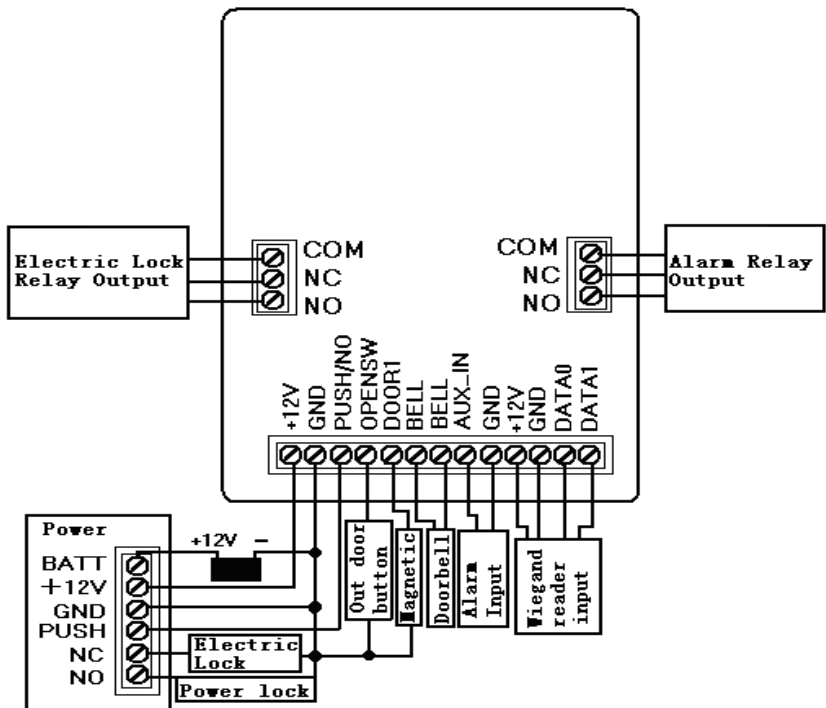 COM
NC
NO
Electric Lock
Relay Output
COM
NC
NO
Alarm Relay
Output
+12V
GND
PUSH/NO
OPENSW
DOOR1
BELL
BELL
AUX_IN
GND
+12V
GND
DATA0
DATA1
Power
BATT
+12V
GND
PUSH
NC
NO
+12V -
Electric
Lock
Power lock
Out door
button
Magnetic
Doorbell
Alarm
Input
Wiegand
reader
input